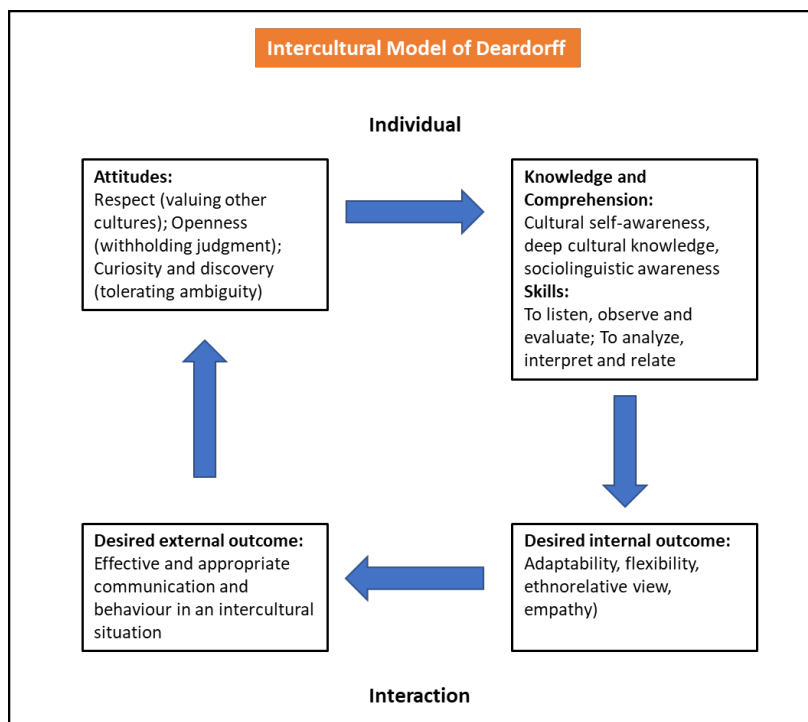 Intercultural Model of Deardorff
Individual
Attitudes:
Respect (valuing other
cultures); Openness
(withholding judgment);
Curiosity and discovery
(tolerating ambiguity)
Knowledge and
Comprehension:
Cultural self-awareness,
deep cultural knowledge,
sociolinguistic awareness
Skills:
To listen, observe and
evaluate; To analyze,
interpret and relate
Desired external outcome:
Effective and appropriate
communication and
behaviour in an intercultural
situation
Desired internal outcome:
Adaptability, flexibility,
ethnorelative view,
empathy)
Interaction